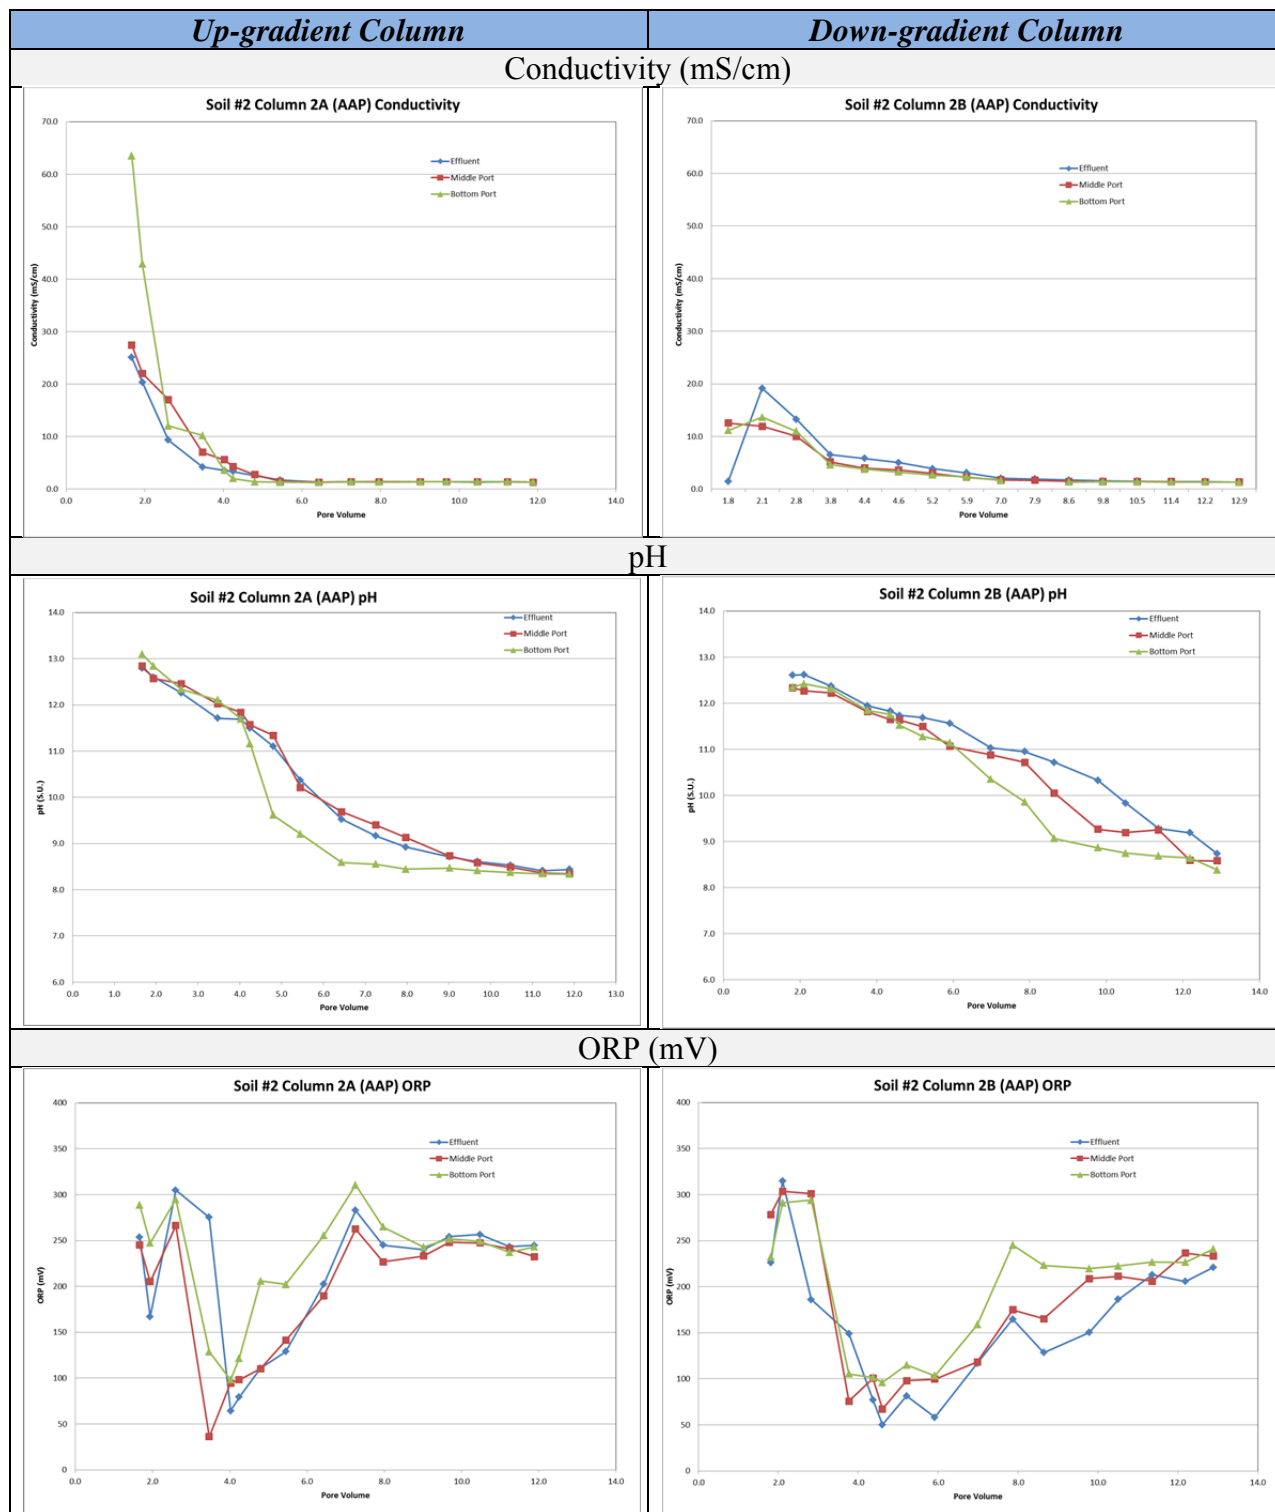 Up-gradient Column
Down-gradient Column
Conductivity (mS/cm)
Soil #2 Column 2A (AAP) Conductivity
70.0
60.0
50.0
40.0
30.0
20.0
10.0
0.0
Conductivity (mS/cm)
Effluent
Middle Port
Bottom Port
0.0 2.0 4.0 6.0 8.0 10.0 12.0 14.0
Pore Volume
Soil #2 Column 2B (AAP) Conductivity
70.0
60.0
50.0
40.0
30.0
20.0
10.0
0.0
Conductivity (mS/cm)
Effluent
Middle Port
Bottom Port
1.8 2.1 2.8 3.8 4.4 4.6 5.2 5.9 7.0 7.9 8.6 9.8 10.5 11.4 12.2 12.9
Pore Volume
pH
Soil #2 Column 2A (AAP) pH
14.0
13.0
12.0
11.0
10.0
9.0
8.0
7.0
6.0
pH (S.U.)
Effluent
Middle Port
Bottom Port
0.0 1.0 2.0 3.0 4.0 5.0 6.0 7.0 8.0 9.0 10.0 11.0 12.0 13.0
Pore Volume
Soil #2 Column 2B (AAP) pH
14.0
13.0
12.0
11.0
10.0
9.0
8.0
7.0
6.0
pH (S.U.)
Effluent
Middle Port
Bottom Port
0.0 2.0 4.0 6.0 8.0 10.0 12.0 14.0
Pore Volume
ORP (mV)
Soil #2 Column 2A (AAP) ORP
400
350
300
250
200
150
100
50
0
ORP (mV)
Effluent
Middle Port
Bottom Port
0.0 2.0 4.0 6.0 8.0 10.0 12.0 14.0
Pore Volume
Soil #2 Column 2B (AAP) ORP
400
350
300
250
200
150
100
50
0
ORP (mV)
Effluent
Middle Port
Bottom Port
0.0 2.0 4.0 6.0 8.0 10.0 12.0 14.0
Pore Volume